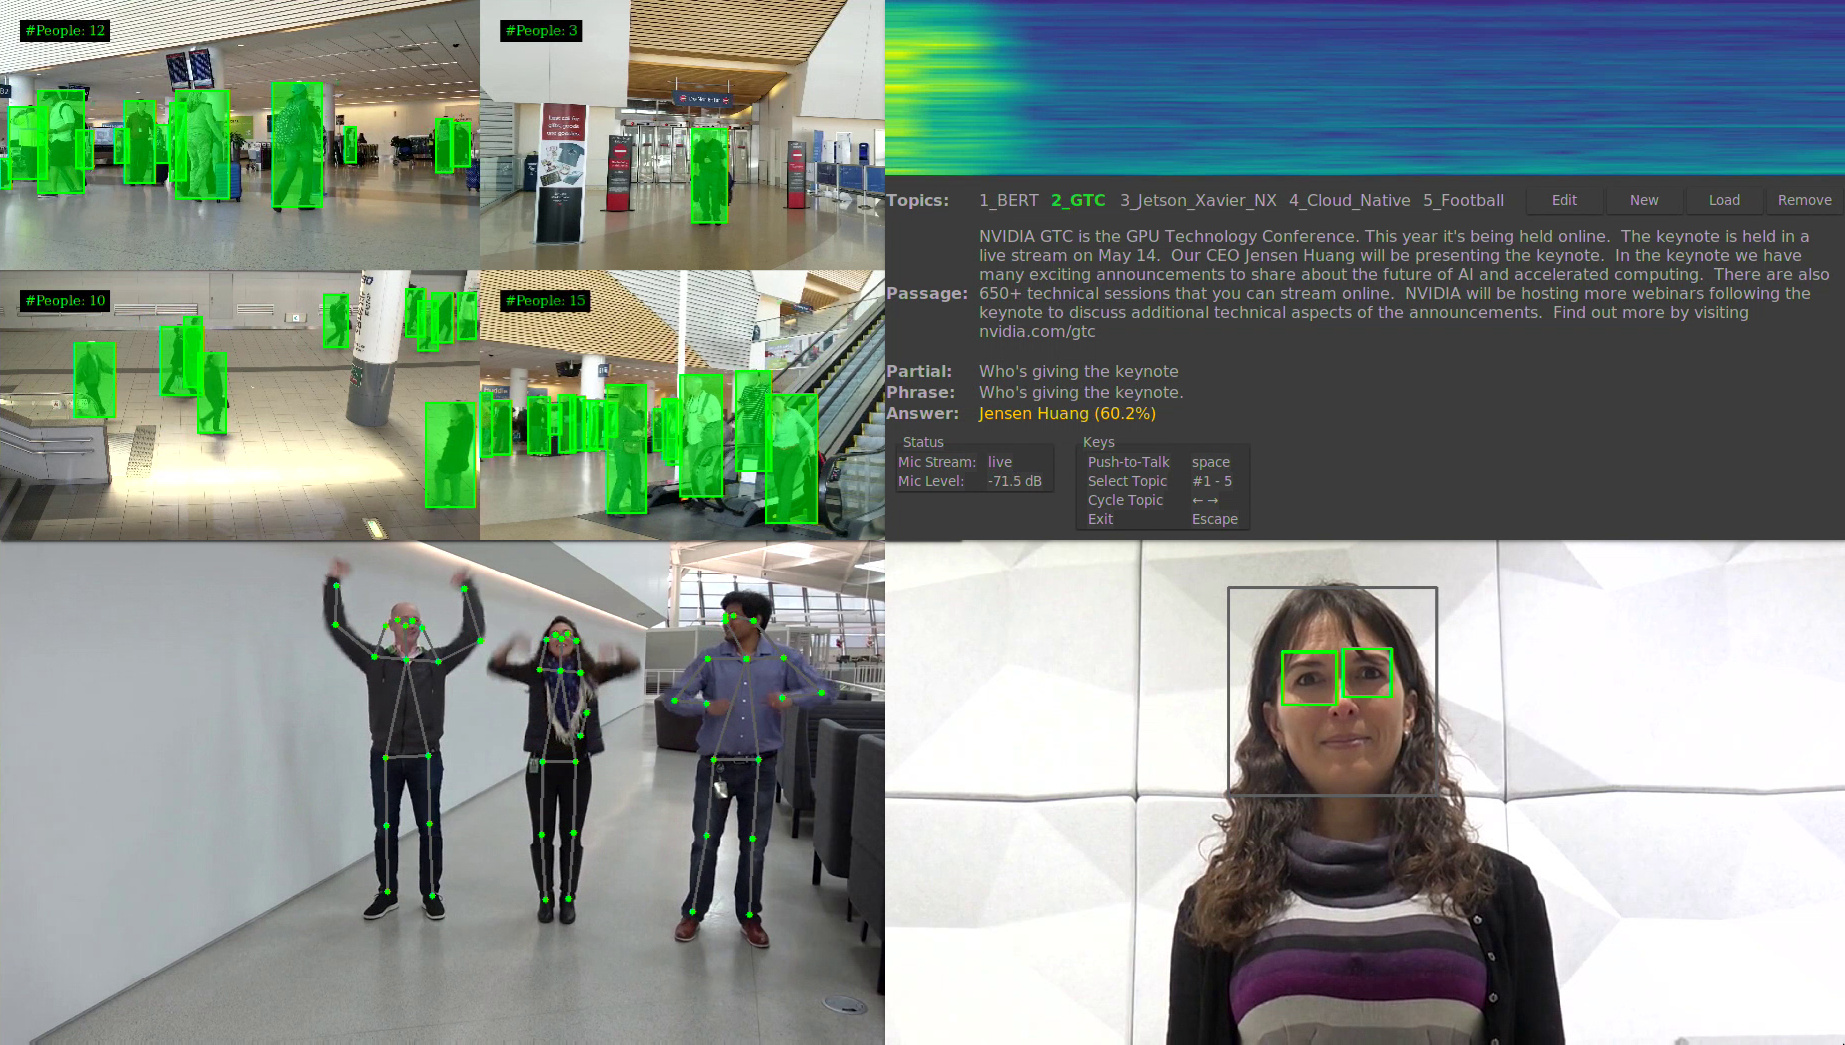 #People: 12
#People: 3
#People: 10
#People: 15
Topics: 1_BERT 2_GTC 3_Jetson_Xavier_NX 4_Cloud_Native 5_Football Edit New Load Remove
Passage:
NVIDIA GTC is the GPU Technology Conference. This year it's being held online.  The keynote is held in a
live stream on May 14.  Our CEO Jensen Huang will be presenting the keynote.  In the keynote we have
many exciting announcements to share about the future of AI and accelerated computing.  There are also
650+ technical sessions that you can stream online.  NVIDIA will be hosting more webinars following the
keynote to discuss additional technical aspects of the announcements.  Find out more by visiting
nvidia.com/gtc
Partial: Who's giving the keynote
Phrase: Who's giving the keynote.
Answer: Jensen Huang (60.2%)
Status
Mic Stream: live
Mic Level: -71.5 dB
Keys
Push-to-Talk space
Select Topic #1 - 5
Cycle Topic ←→
Exit Escape